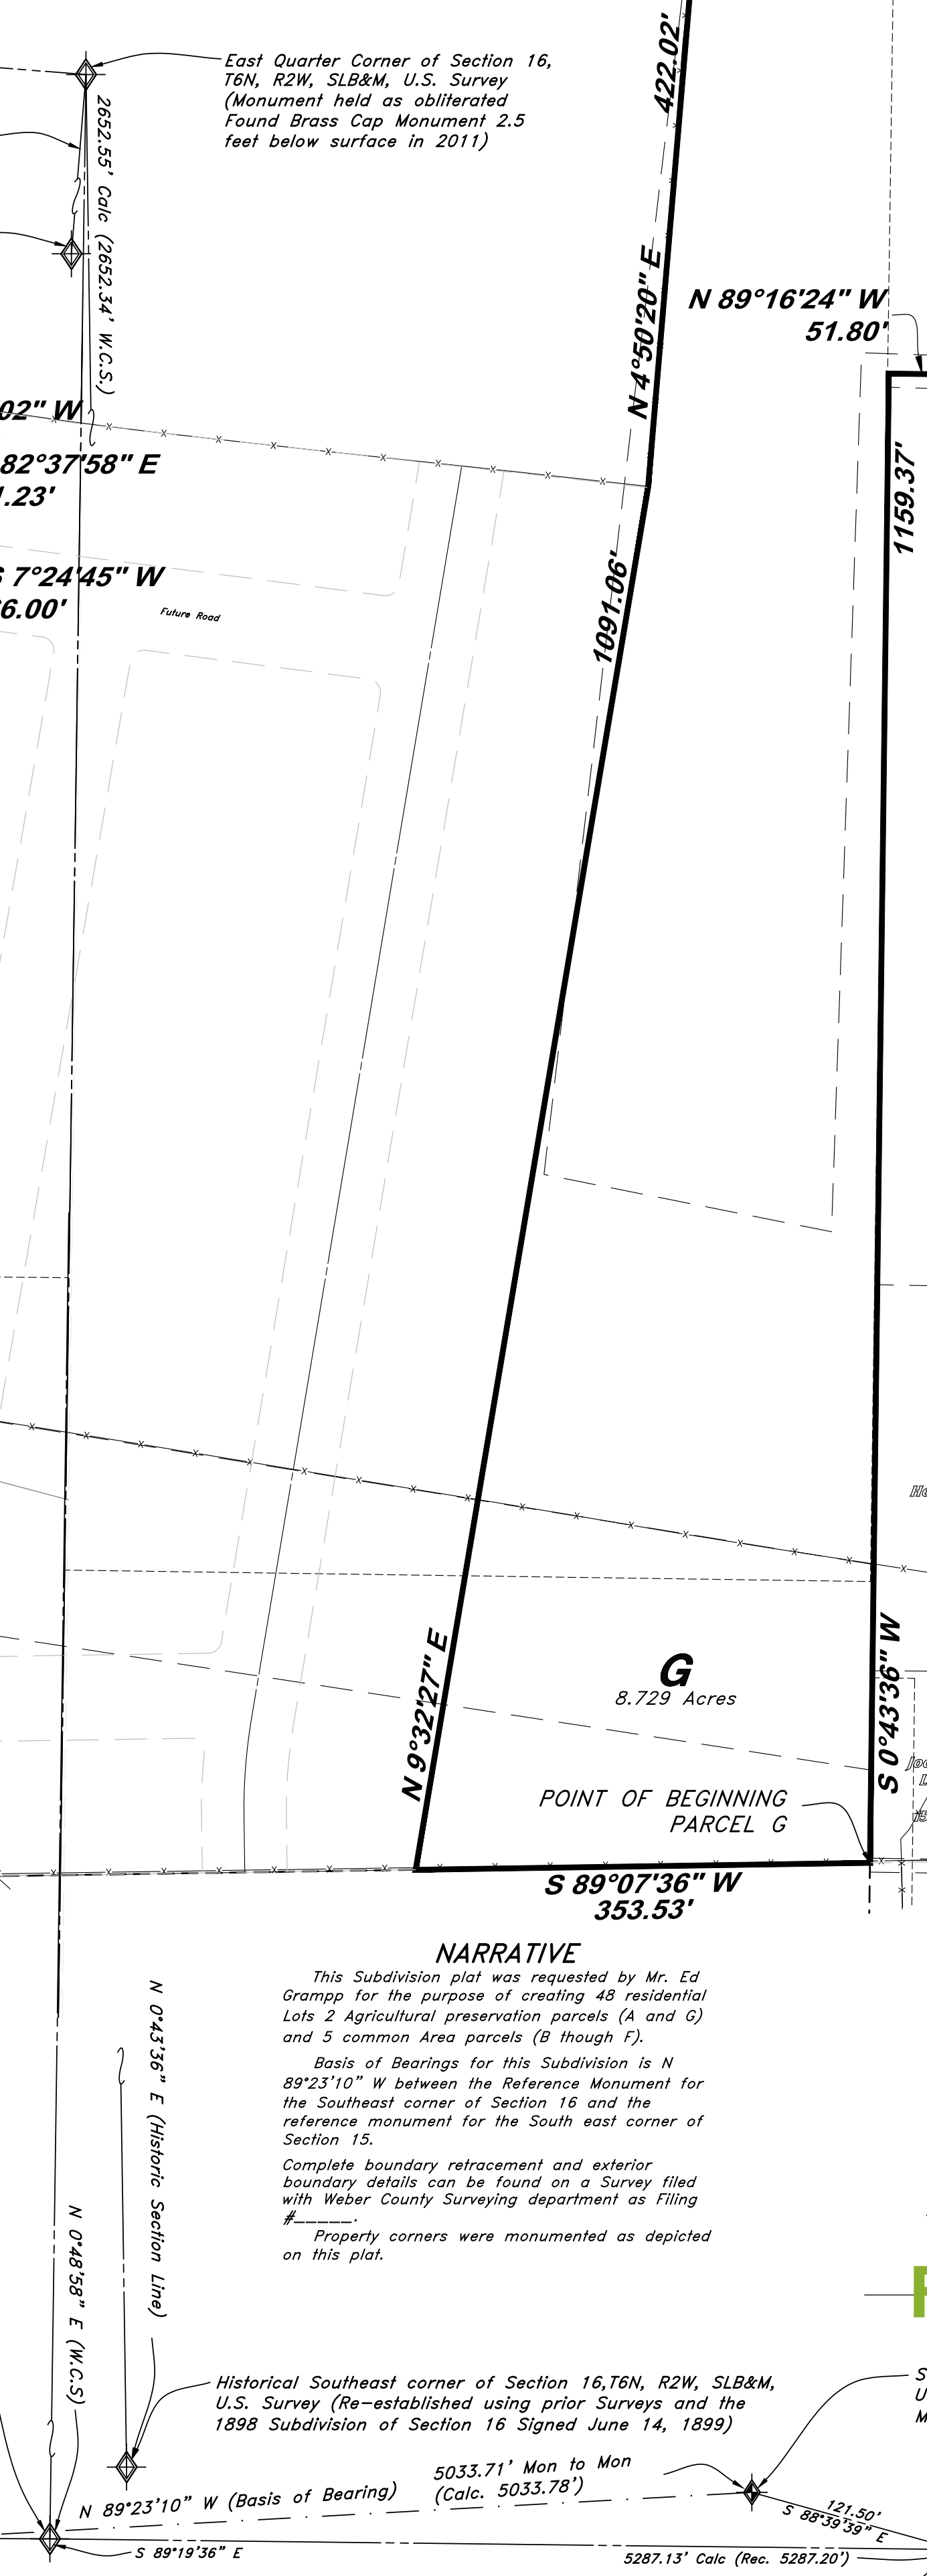 East Quarter Corner of Section 16,
T6N, R2W, SLB&M, U.S. Survey
(Monument held as obliterated
Found Brass Cap Monument 2.5
feet below surface in 2011)
2652.55' Calc (2652.34' W.C.S.)
422.02'
N 4°50'20" E
N 89°16'24" W
51.80'
02" W
82°37'58" E
.23'
1159.37'
7°24'45" W
6.00'
Future Road
1091.06'
N 9°32'27" E
G
8.729 Acres
S 0°43'36" W
POINT OF BEGINNING
PARCEL G
S 89°07'36" W
353.53'
NARRATIVE
This Subdivision plat was requested by Mr. Ed
Grampp for the purpose of creating 48 residential
Lots 2 Agricultural preservation parcels (A and G)
and 5 common Area parcels (B though F).
Basis of Bearings for this Subdivision is N
89°23'10" W between the Reference Monument for
the Southeast corner of Section 16 and the
reference monument for the South east corner of
Section 15.
Complete boundary retracement and exterior
boundary details can be found on a Survey filed
with Weber County Surveying department as Filing
#_____.
Property corners were monumented as depicted
on this plat.
N 0°43'36" E (Historic Section Line)
N 0°48'58" E (W.C.S)
Historical Southeast corner of Section 16,T6N, R2W, SLB&M,
U.S. Survey (Re-established using prior Surveys and the
1898 Subdivision of Section 16 Signed June 14, 1899)
S
U
M
5033.71' Mon to Mon
(Calc. 5033.78')
N 89°23'10" W (Basis of Bearing)
121.50'
S 88°39'39" E
S 89°19'36" E
5287.13' Calc (Rec. 5287.20')